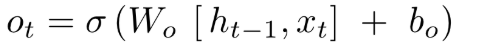 o_t = σ (W_o [h_{t−1}, x_t] + b_o)